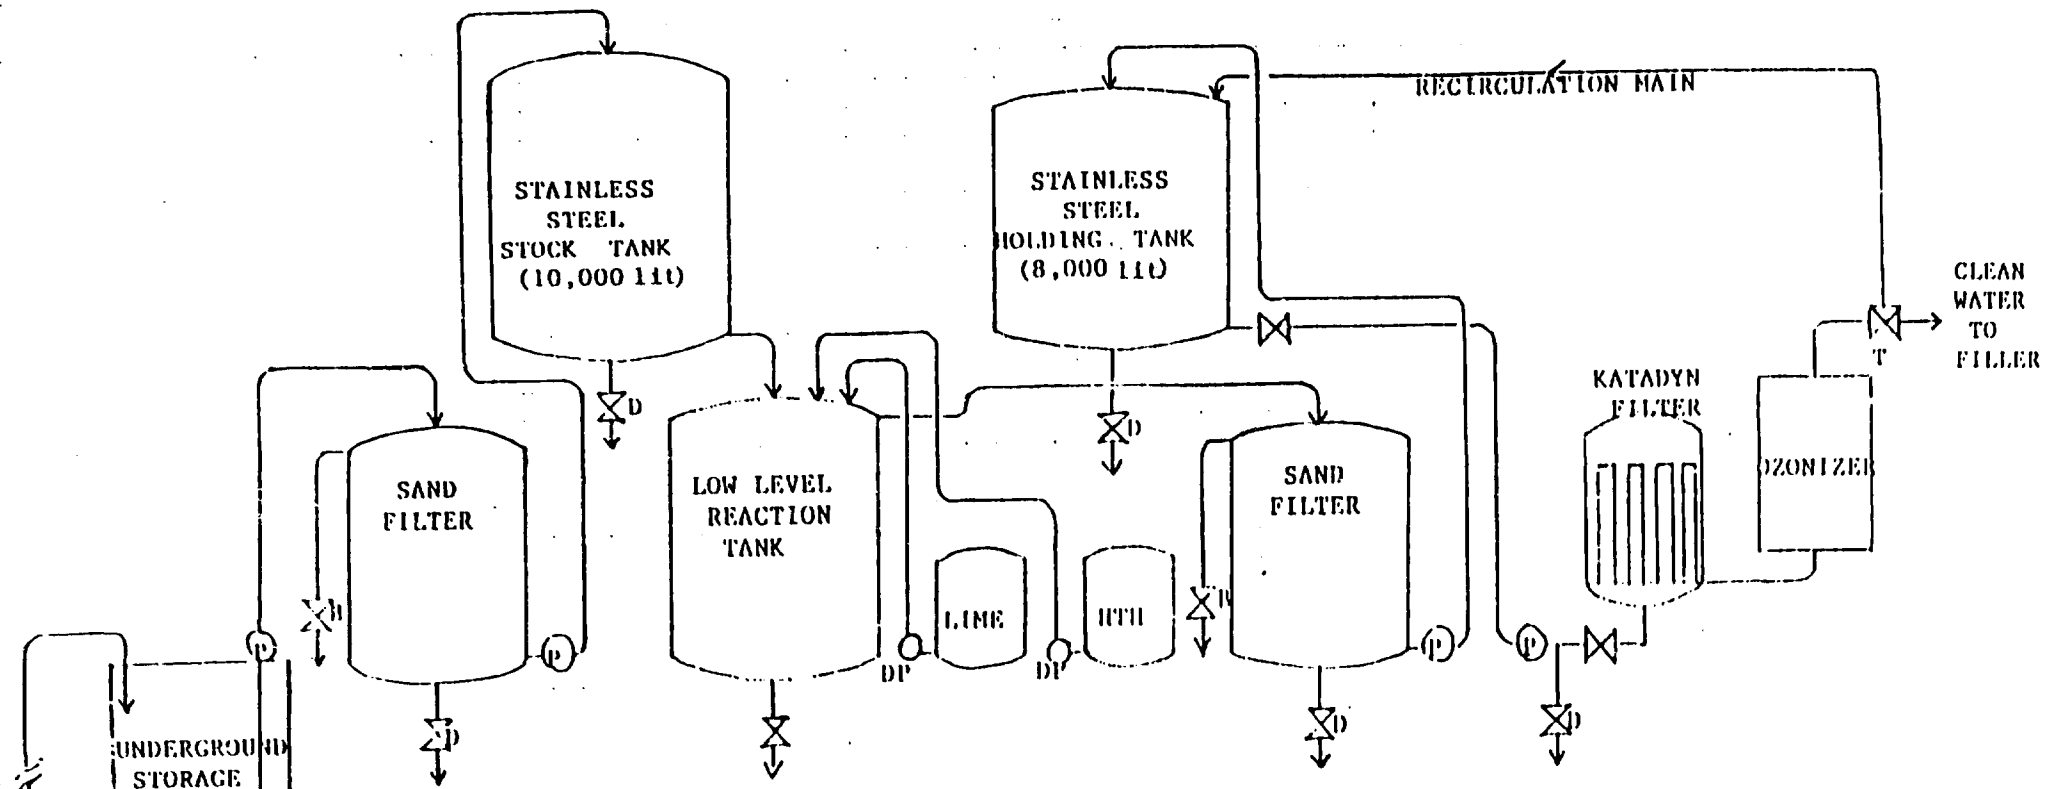 RECIRCULATION MAIN
STAINLESS
STEEL
STOCK TANK
(10,000 lit)
STAINLESS
STEEL
HOLDING TANK
(8,000 lit)
CLEAN
WATER
TO
FILLER
T
KATADYN
FILTER
OZONIZER
D
D
SAND
FILTER
LOW LEVEL
REACTION
TANK
SAND
FILTER
LIME
HTH
B
P
P
DP
DP
P
P
D
D
D
UNDERGROUND
STORAGE